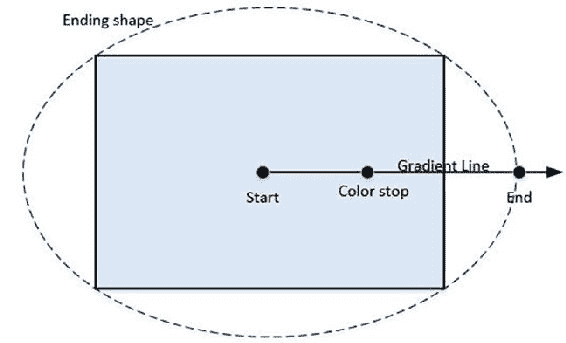 Ending shape
Gradient Line
Start
Color stop
End